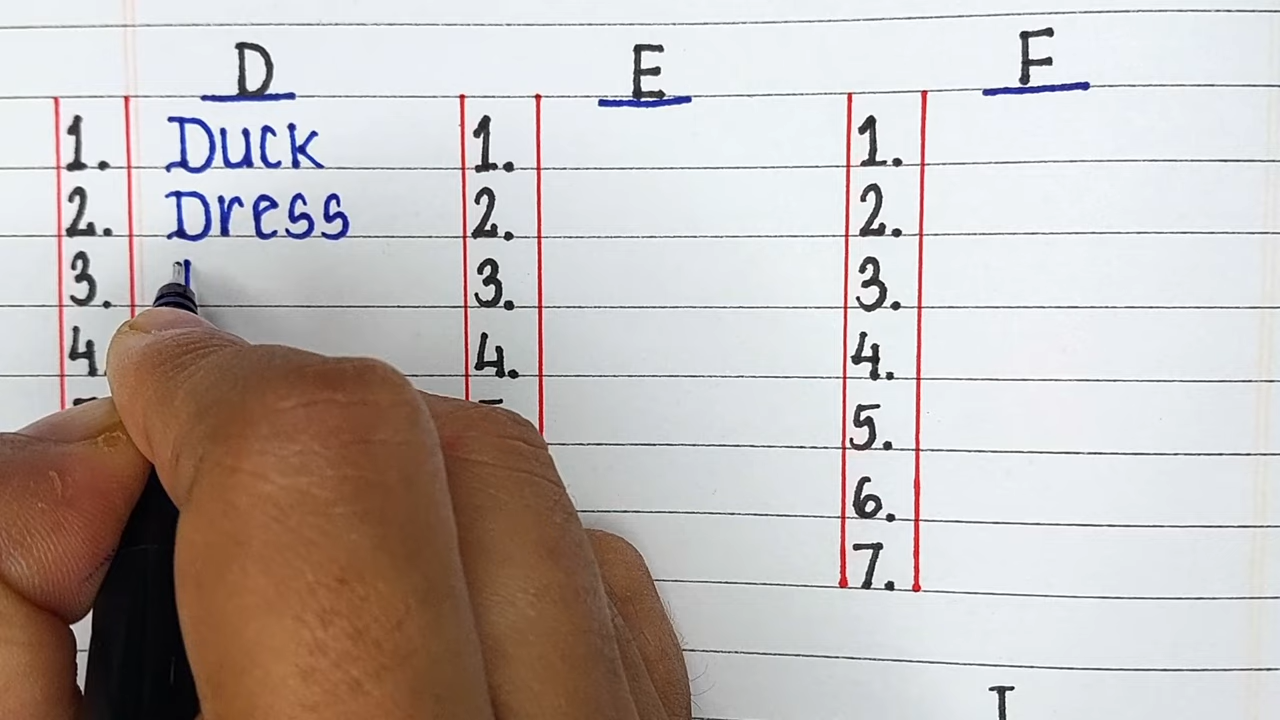 D E F
1. Duck 1. 1.
2. Dress 2. 2.
3. 3. 3.
4 4. 4.
5.
6.
7.